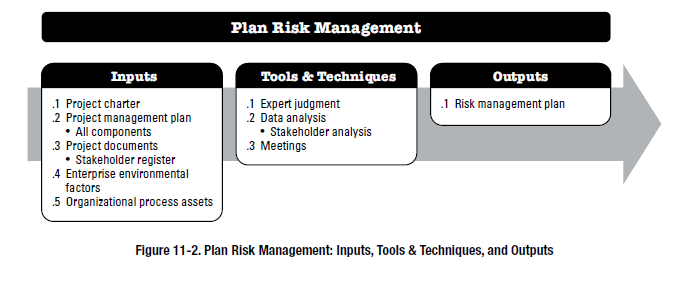 Plan Risk Management
Inputs
.1 Project charter
.2 Project management plan
• All components
.3 Project documents
• Stakeholder register
.4 Enterprise environmental
factors
.5 Organizational process assets
Tools & Techniques
.1 Expert judgment
.2 Data analysis
• Stakeholder analysis
.3 Meetings
Outputs
.1 Risk management plan
Figure 11-2. Plan Risk Management: Inputs, Tools & Techniques, and Outputs